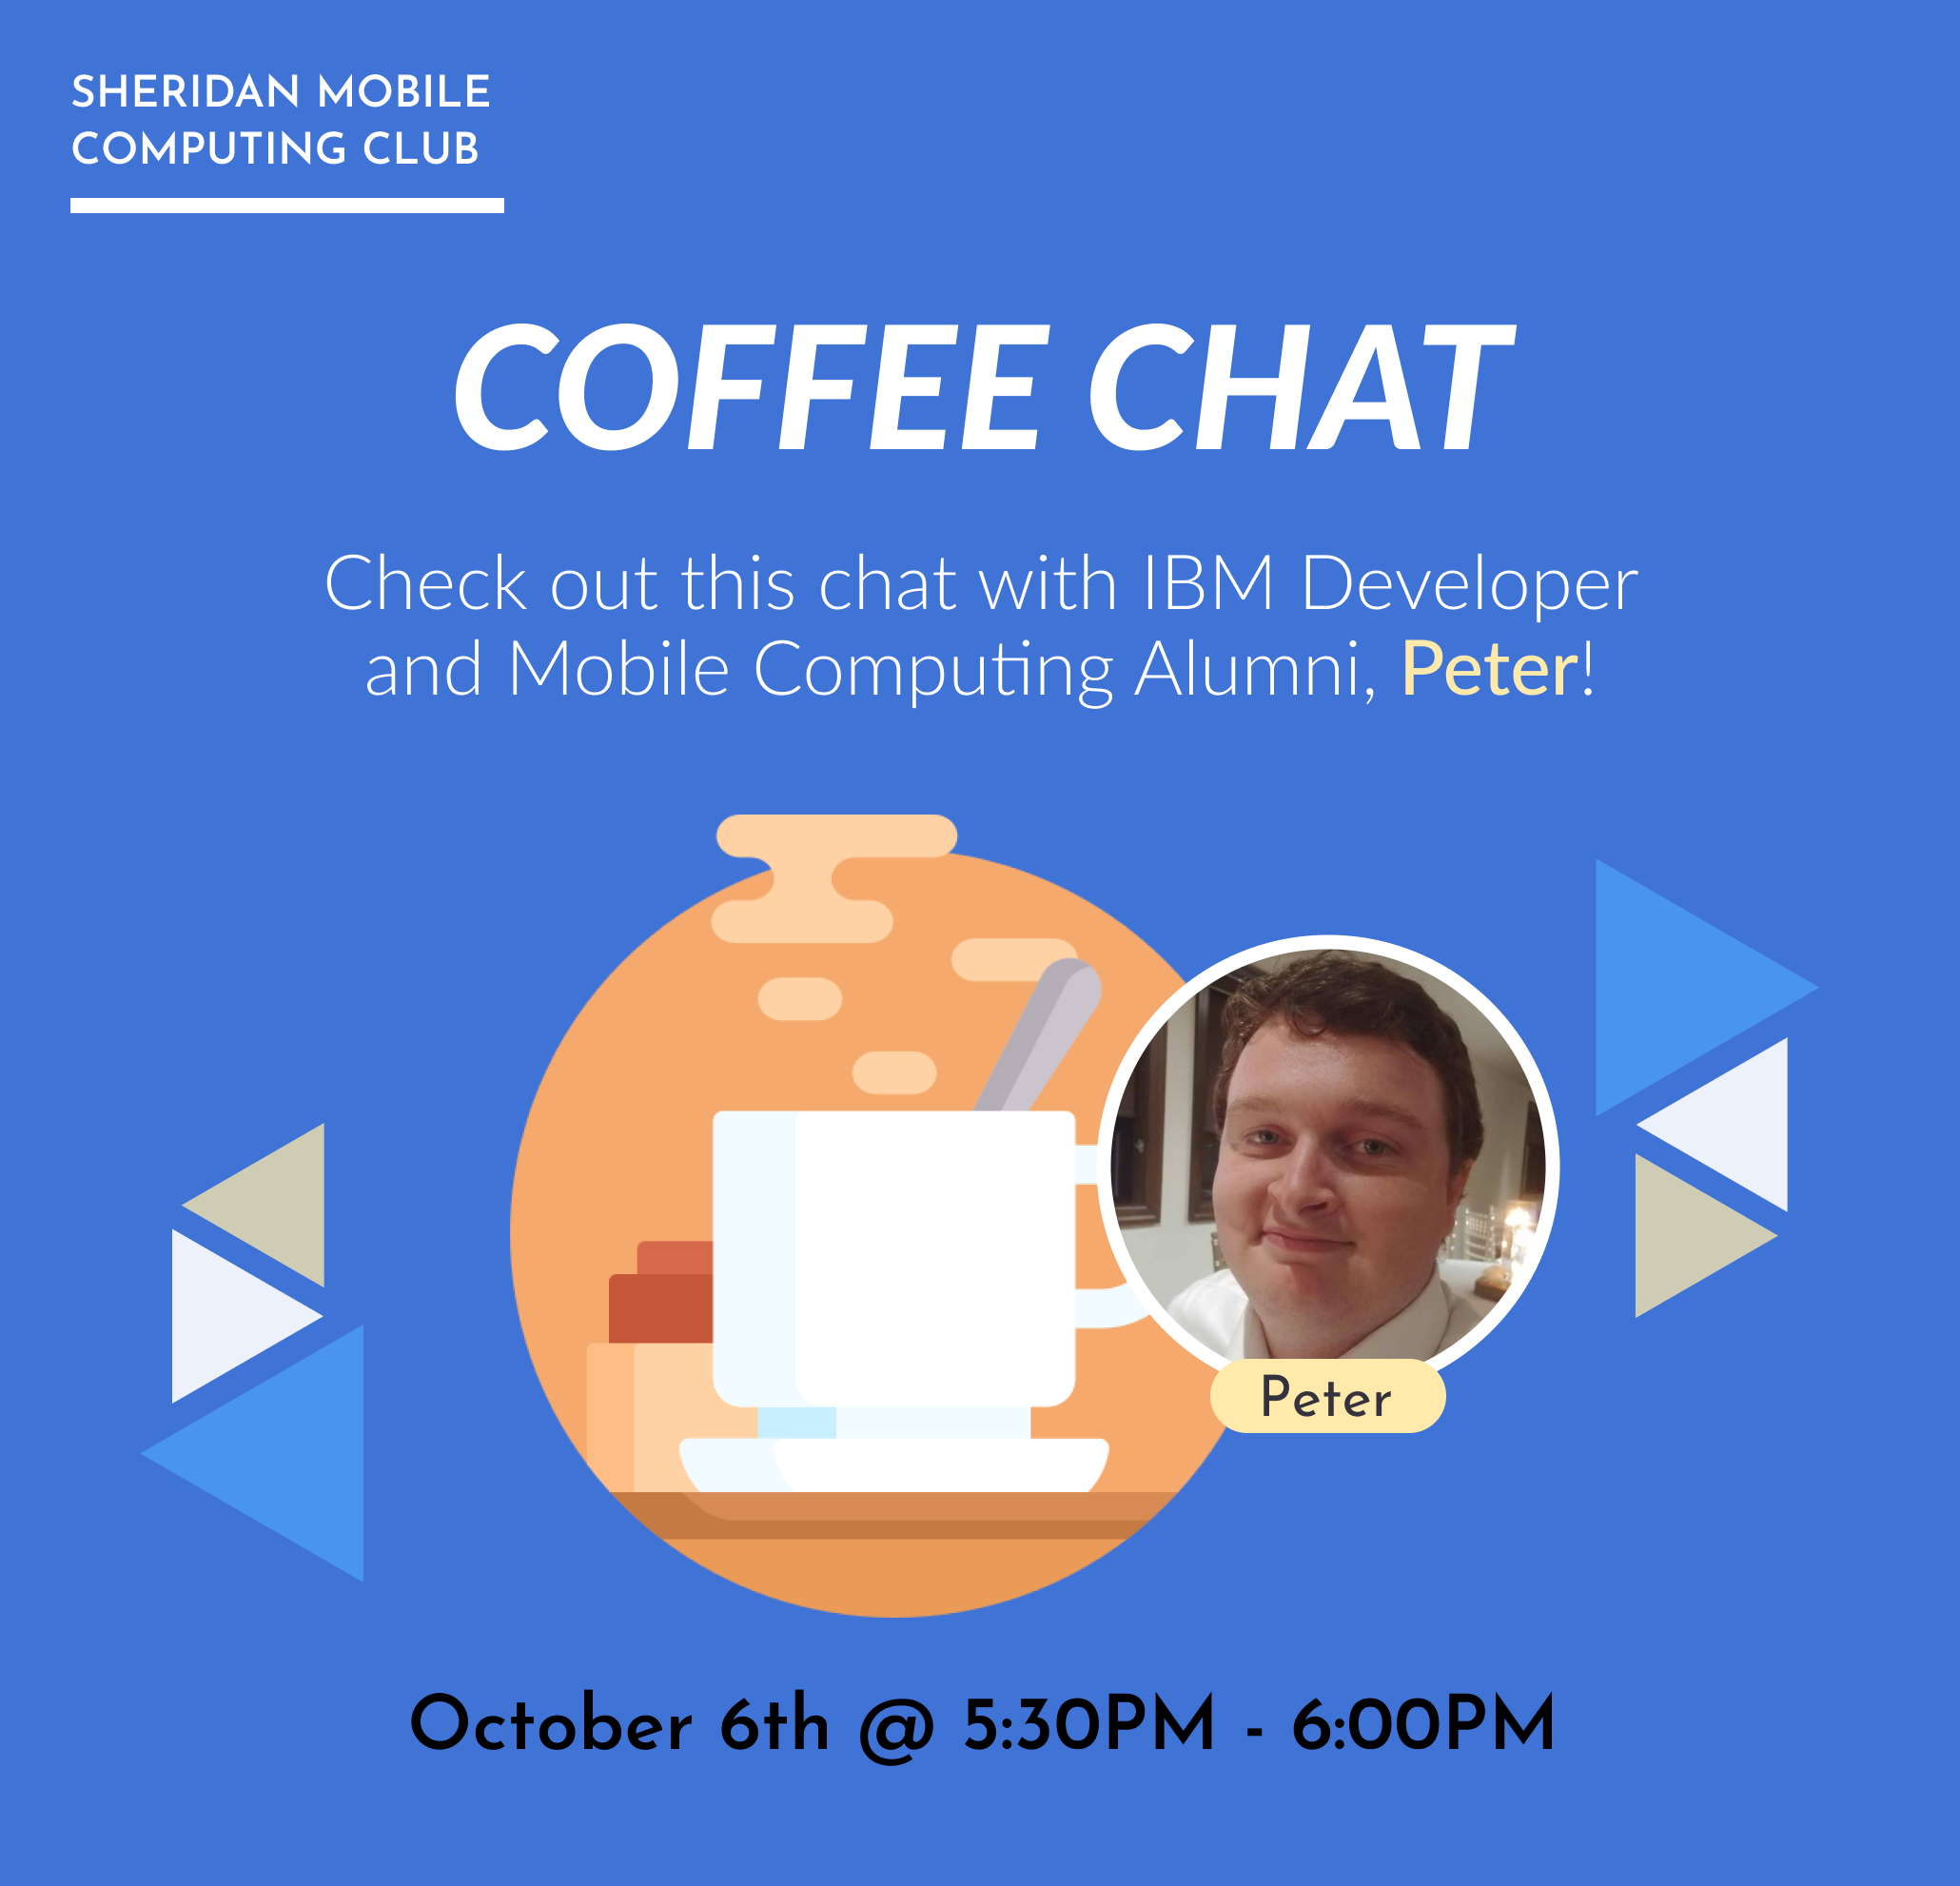 SHERIDAN MOBILE
COMPUTING CLUB
COFFEE CHAT
Check out this chat with IBM Developer
and Mobile Computing Alumni, Peter!
Peter
October 6th @ 5:30PM - 6:00PM